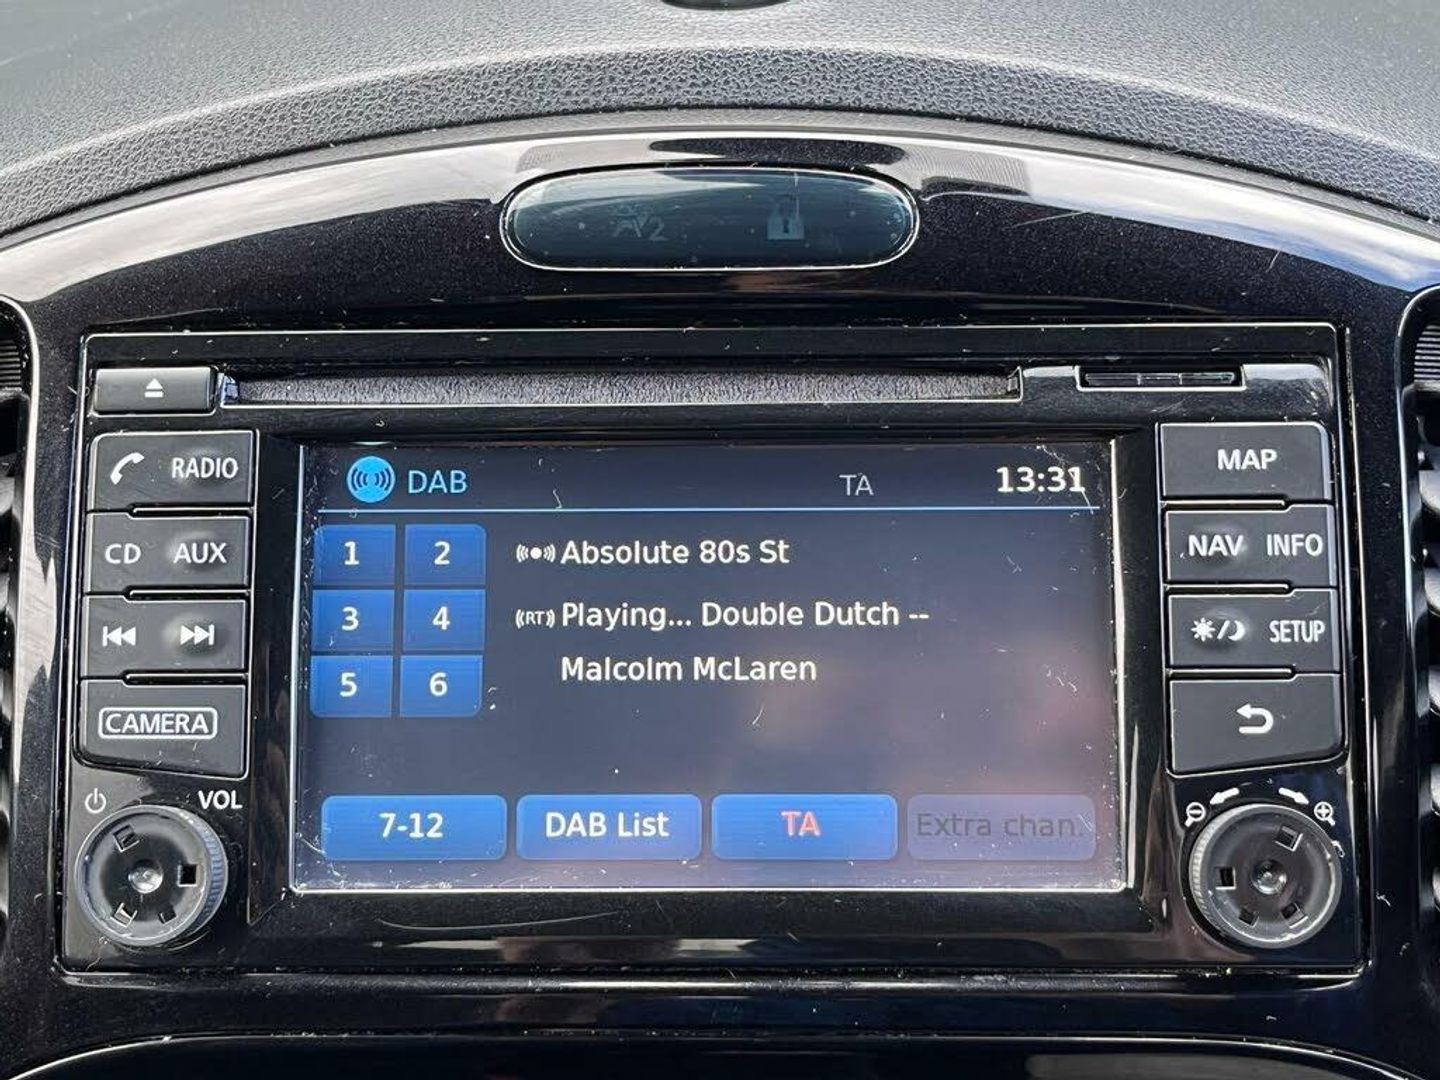 RADIO
CD AUX
CAMERA
VOL
DAB TA 13:31
1 2
3 4
5 6
Absolute 80s St
(RT) Playing... Double Dutch --
Malcolm McLaren
7-12 DAB List TA Extra chan.
MAP
NAV INFO
SETUP